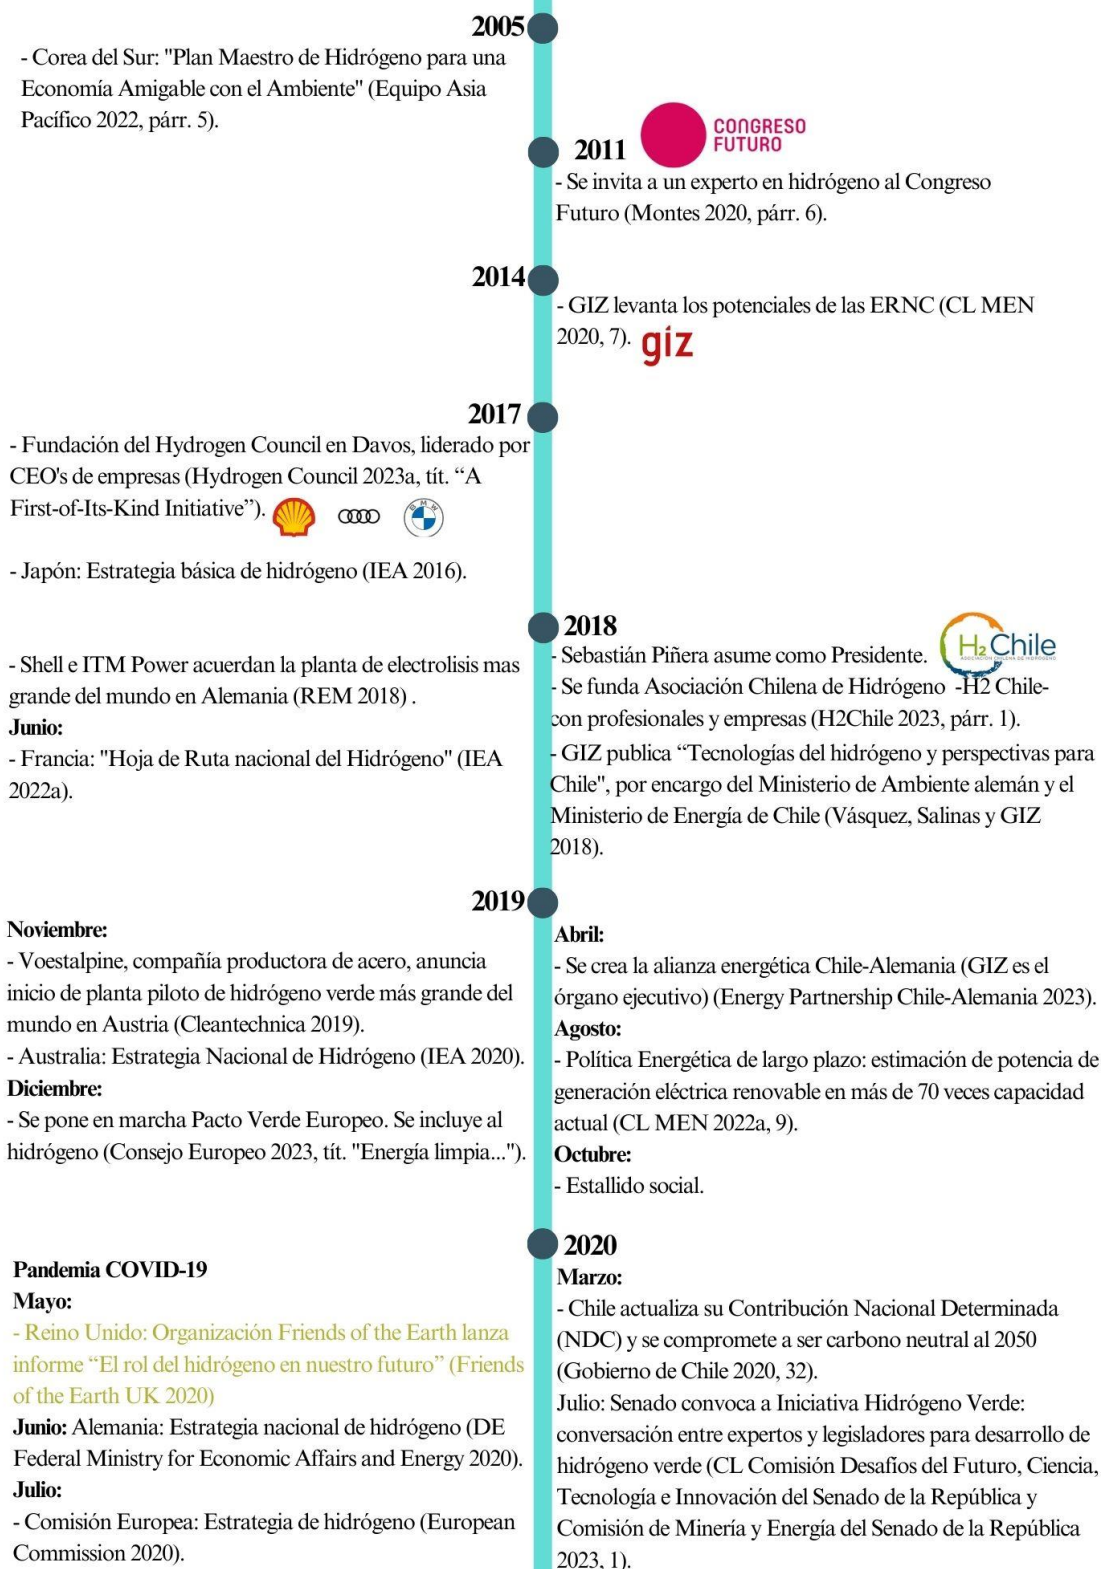 2005
- Corea del Sur: "Plan Maestro de Hidrógeno para una
Economía Amigable con el Ambiente" (Equipo Asia
Pacífico 2022, párr. 5).
CONGRESO
FUTURO
2011
- Se invita a un experto en hidrógeno al Congreso
Futuro (Montes 2020, párr. 6).
2014
- GIZ levanta los potenciales de las ERNC (CL MEN
2020, 7).
giz
2017
- Fundación del Hydrogen Council en Davos, liderado por
CEO's de empresas (Hydrogen Council 2023a, tít. “A
First-of-Its-Kind Initiative”).
BMW
- Japón: Estrategia básica de hidrógeno (IEA 2016).
- Shell e ITM Power acuerdan la planta de electrolisis mas
grande del mundo en Alemania (REM 2018) .
Junio:
- Francia: "Hoja de Ruta nacional del Hidrógeno" (IEA
2022a).
2018
H2 Chile
ASOCIACIÓN CHILENA DE HIDRÓGENO
- Sebastián Piñera asume como Presidente.
- Se funda Asociación Chilena de Hidrógeno -H2 Chile-
con profesionales y empresas (H2Chile 2023, párr. 1).
- GIZ publica “Tecnologías del hidrógeno y perspectivas para
Chile", por encargo del Ministerio de Ambiente alemán y el
Ministerio de Energía de Chile (Vásquez, Salinas y GIZ
2018).
2019
Noviembre:
- Voestalpine, compañía productora de acero, anuncia
inicio de planta piloto de hidrógeno verde más grande del
mundo en Austria (Cleantechnica 2019).
- Australia: Estrategia Nacional de Hidrógeno (IEA 2020).
Diciembre:
- Se pone en marcha Pacto Verde Europeo. Se incluye al
hidrógeno (Consejo Europeo 2023, tít. "Energía limpia...").
Abril:
- Se crea la alianza energética Chile-Alemania (GIZ es el
órgano ejecutivo) (Energy Partnership Chile-Alemania 2023).
Agosto:
- Política Energética de largo plazo: estimación de potencia de
generación eléctrica renovable en más de 70 veces capacidad
actual (CL MEN 2022a, 9).
Octubre:
- Estallido social.
Pandemia COVID-19
Mayo:
- Reino Unido: Organización Friends of the Earth lanza
informe “El rol del hidrógeno en nuestro futuro” (Friends
of the Earth UK 2020)
Junio: Alemania: Estrategia nacional de hidrógeno (DE
Federal Ministry for Economic Affairs and Energy 2020).
Julio:
- Comisión Europea: Estrategia de hidrógeno (European
Commission 2020).
2020
Marzo:
- Chile actualiza su Contribución Nacional Determinada
(NDC) y se compromete a ser carbono neutral al 2050
(Gobierno de Chile 2020, 32).
Julio: Senado convoca a Iniciativa Hidrógeno Verde:
conversación entre expertos y legisladores para desarrollo de
hidrógeno verde (CL Comisión Desafíos del Futuro, Ciencia,
Tecnología e Innovación del Senado de la República y
Comisión de Minería y Energía del Senado de la República
2023, 1).